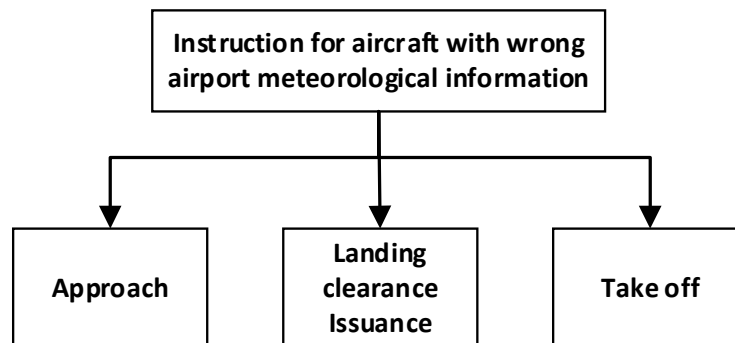 Instruction for aircraft with wrong
airport meteorological information
Approach
Landing
clearance
Issuance
Take off